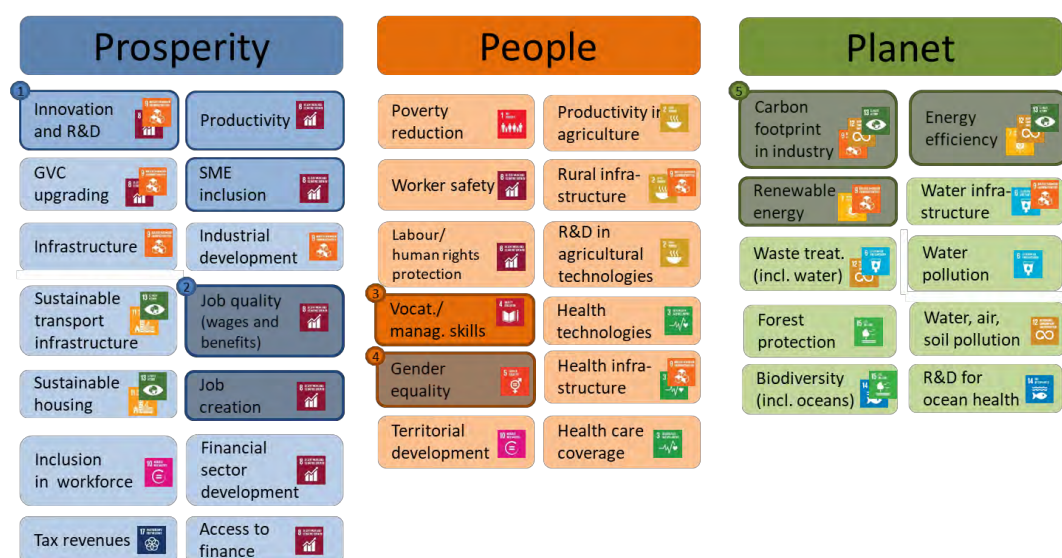 Prosperity
People
Planet
1
Innovation
and R&D
Productivity
GVC
upgrading
SME
inclusion
Infrastructure
Industrial
development
Sustainable
transport
infrastructure
2
Job quality
(wages and
benefits)
Sustainable
housing
Job
creation
Inclusion
in workforce
Financial
sector
development
Tax revenues
Access to
finance
Poverty
reduction
Productivity in
agriculture
Worker safety
Rural infra-
structure
Labour/
human rights
protection
R&D in
agricultural
technologies
3
Vocat./
manag. skills
Health
technologies
4
Gender
equality
Health infra-
structure
Territorial
development
Health care
coverage
5
Carbon
footprint
in industry
Energy
efficiency
Renewable
energy
Water infra-
structure
Waste treat.
(incl. water)
Water
pollution
Forest
protection
Water, air,
soil pollution
Biodiversity
(incl. oceans)
R&D for
ocean health